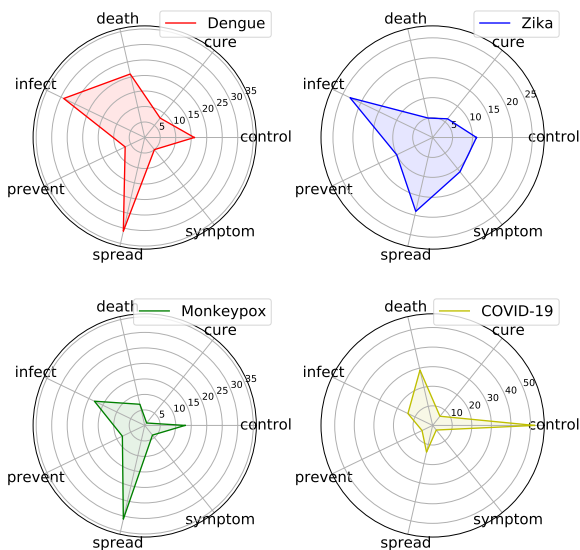 Dengue
death
cure
infect
control
prevent
spread
symptom
5 10 15 20 25 30 35
Zika
death
cure
infect
control
prevent
spread
symptom
5 10 15 25
Monkeypox
death
cure
infect
control
prevent
spread
symptom
5 10 15 20 25 30 35
COVID-19
death
cure
infect
control
prevent
spread
symptom
10 20 30 40 50